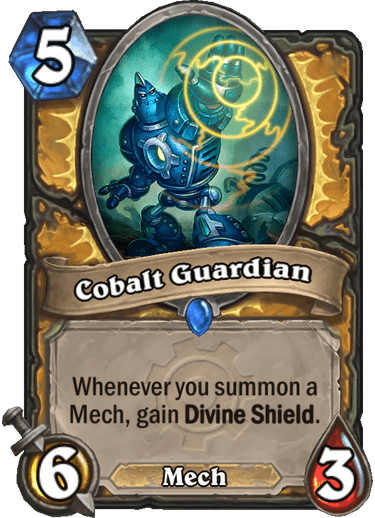 5
Cobalt Guardian
Whenever you summon a
Mech, gain Divine Shield.
6
Mech
3